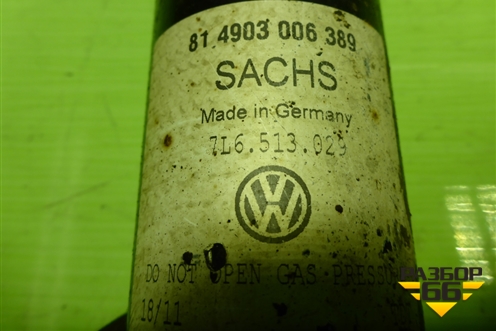 81 4903 006 389
SACHS
Made in Germany
7L6.513.029
VW
DO NOT OPEN GAS PRESSU
18/11
РАЗБОР
66